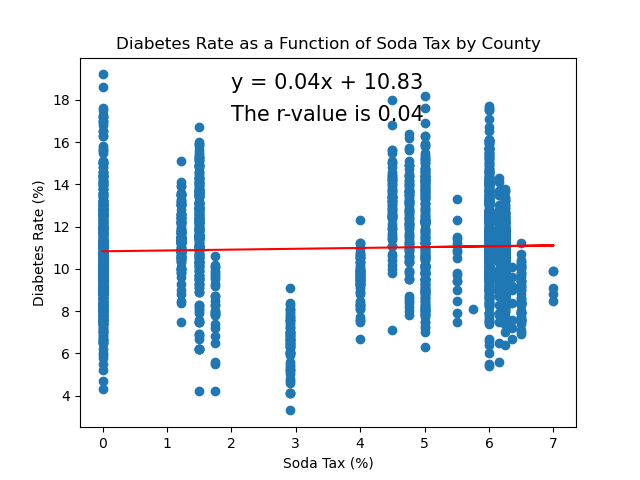 Diabetes Rate as a Function of Soda Tax by County
y = 0.04x + 10.83
The r-value is 0.04
Diabetes Rate (%)
18
16
14
12
10
8
6
4
0 1 2 3 4 5 6 7
Soda Tax (%)